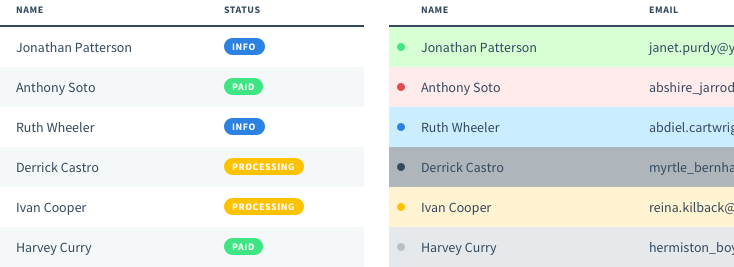 NAME STATUS
Jonathan Patterson INFO
Anthony Soto PAID
Ruth Wheeler INFO
Derrick Castro PROCESSING
Ivan Cooper PROCESSING
Harvey Curry PAID
NAME EMAIL
Jonathan Patterson janet.purdy@y
Anthony Soto abshire_jarrod
Ruth Wheeler abdiel.cartwrig
Derrick Castro myrtle_bernha
Ivan Cooper reina.kilback@
Harvey Curry hermiston_boy